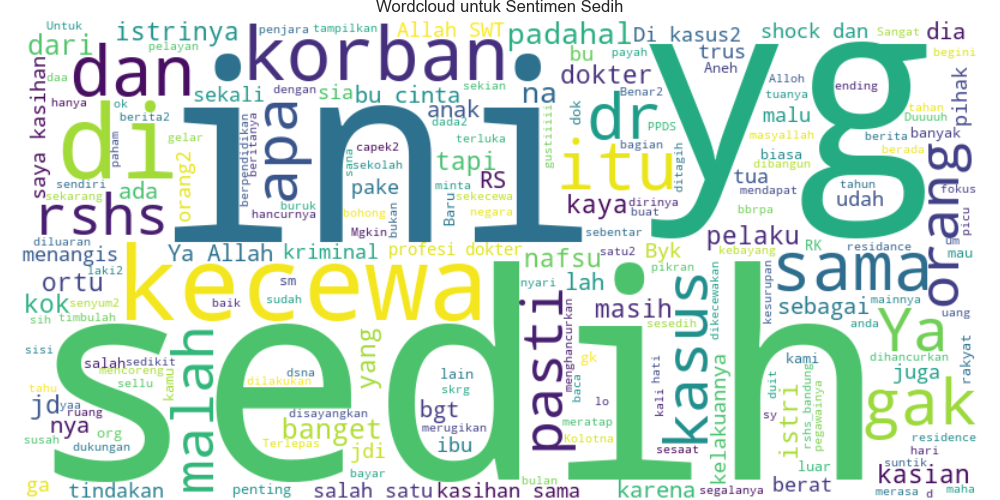 Wordcloud untuk Sentimen Sedih
Untuk
istrinya
penjara
tampilkan
Allah SWT
padahal
Di kasus2
shock dan
Sangat
dia
dari
pelayan
korban
bu
payah
trus
Aneh
Alloh
begini
dan
daa
sekali
dengan
sia
bu cinta
sekian
na
dokter
Benar2
tuanya
ending
saya kasihan
hanya
ok
berita2
orang2
gelar
berpendidikan
beritanya
apa
capek2
dada2
anak
terluka
gustiiiii
dok
dr
PPDS
malu
masyallah
tahan
Duuuuh
berita
banyak
pihak
di
ini
yg
paham
sana
msekolah
tapi
itu
bagian
ditagih
biasa
dibangun
berada
sendiri
sekarang
ada
buruk
pake
minta
RS
tua
mendapat
tahun
fokus
rshs
hancurnya
bohong
bukan
Baru
sekecewa
negara
kaya
dirinya
buat
bbrpa
udah
orang
picu
Mgkin
sebentar
pelaku
diluaran
menangis
Ya Allah
kriminal
profesi dokter
satu2
Byk
kebayang
RK
residance
um
mau
laki2
kecewa
sm
nafsu
nyari
lah
pikran
sama
ortu
kok
senyum2
baik
sudah
masih
kesurupan
sebagai
mainnya
uang
sih
timbulah
pasti
menghancurkan
sesedih
kasus
dikecewakan
anda
Ya
sisi
salah
sedikit
mencoreng
malah
kamu
yang
gk
baca
hati
kali
kami
dihancurkan
juga
rakyat
tahu
sellu
dilakukan
dsna
lain
skrg
lo
kelakuannya
duit
istri
rshs_bandung
pegawainya
gak
jd
yaa
ruang
nya
disayangkan
bgt
meratap
sy
susah
org
dukungan
banget
Terlepas
jdi
merugikan
ibu
Kolotna
sesaat
luar
residence
hari
sedih
ga
tindakan
bayar
penting
salah satu
kasihan sama
bulan
karena
segalanya
berat
suntik
kasian
merasa
a
maha